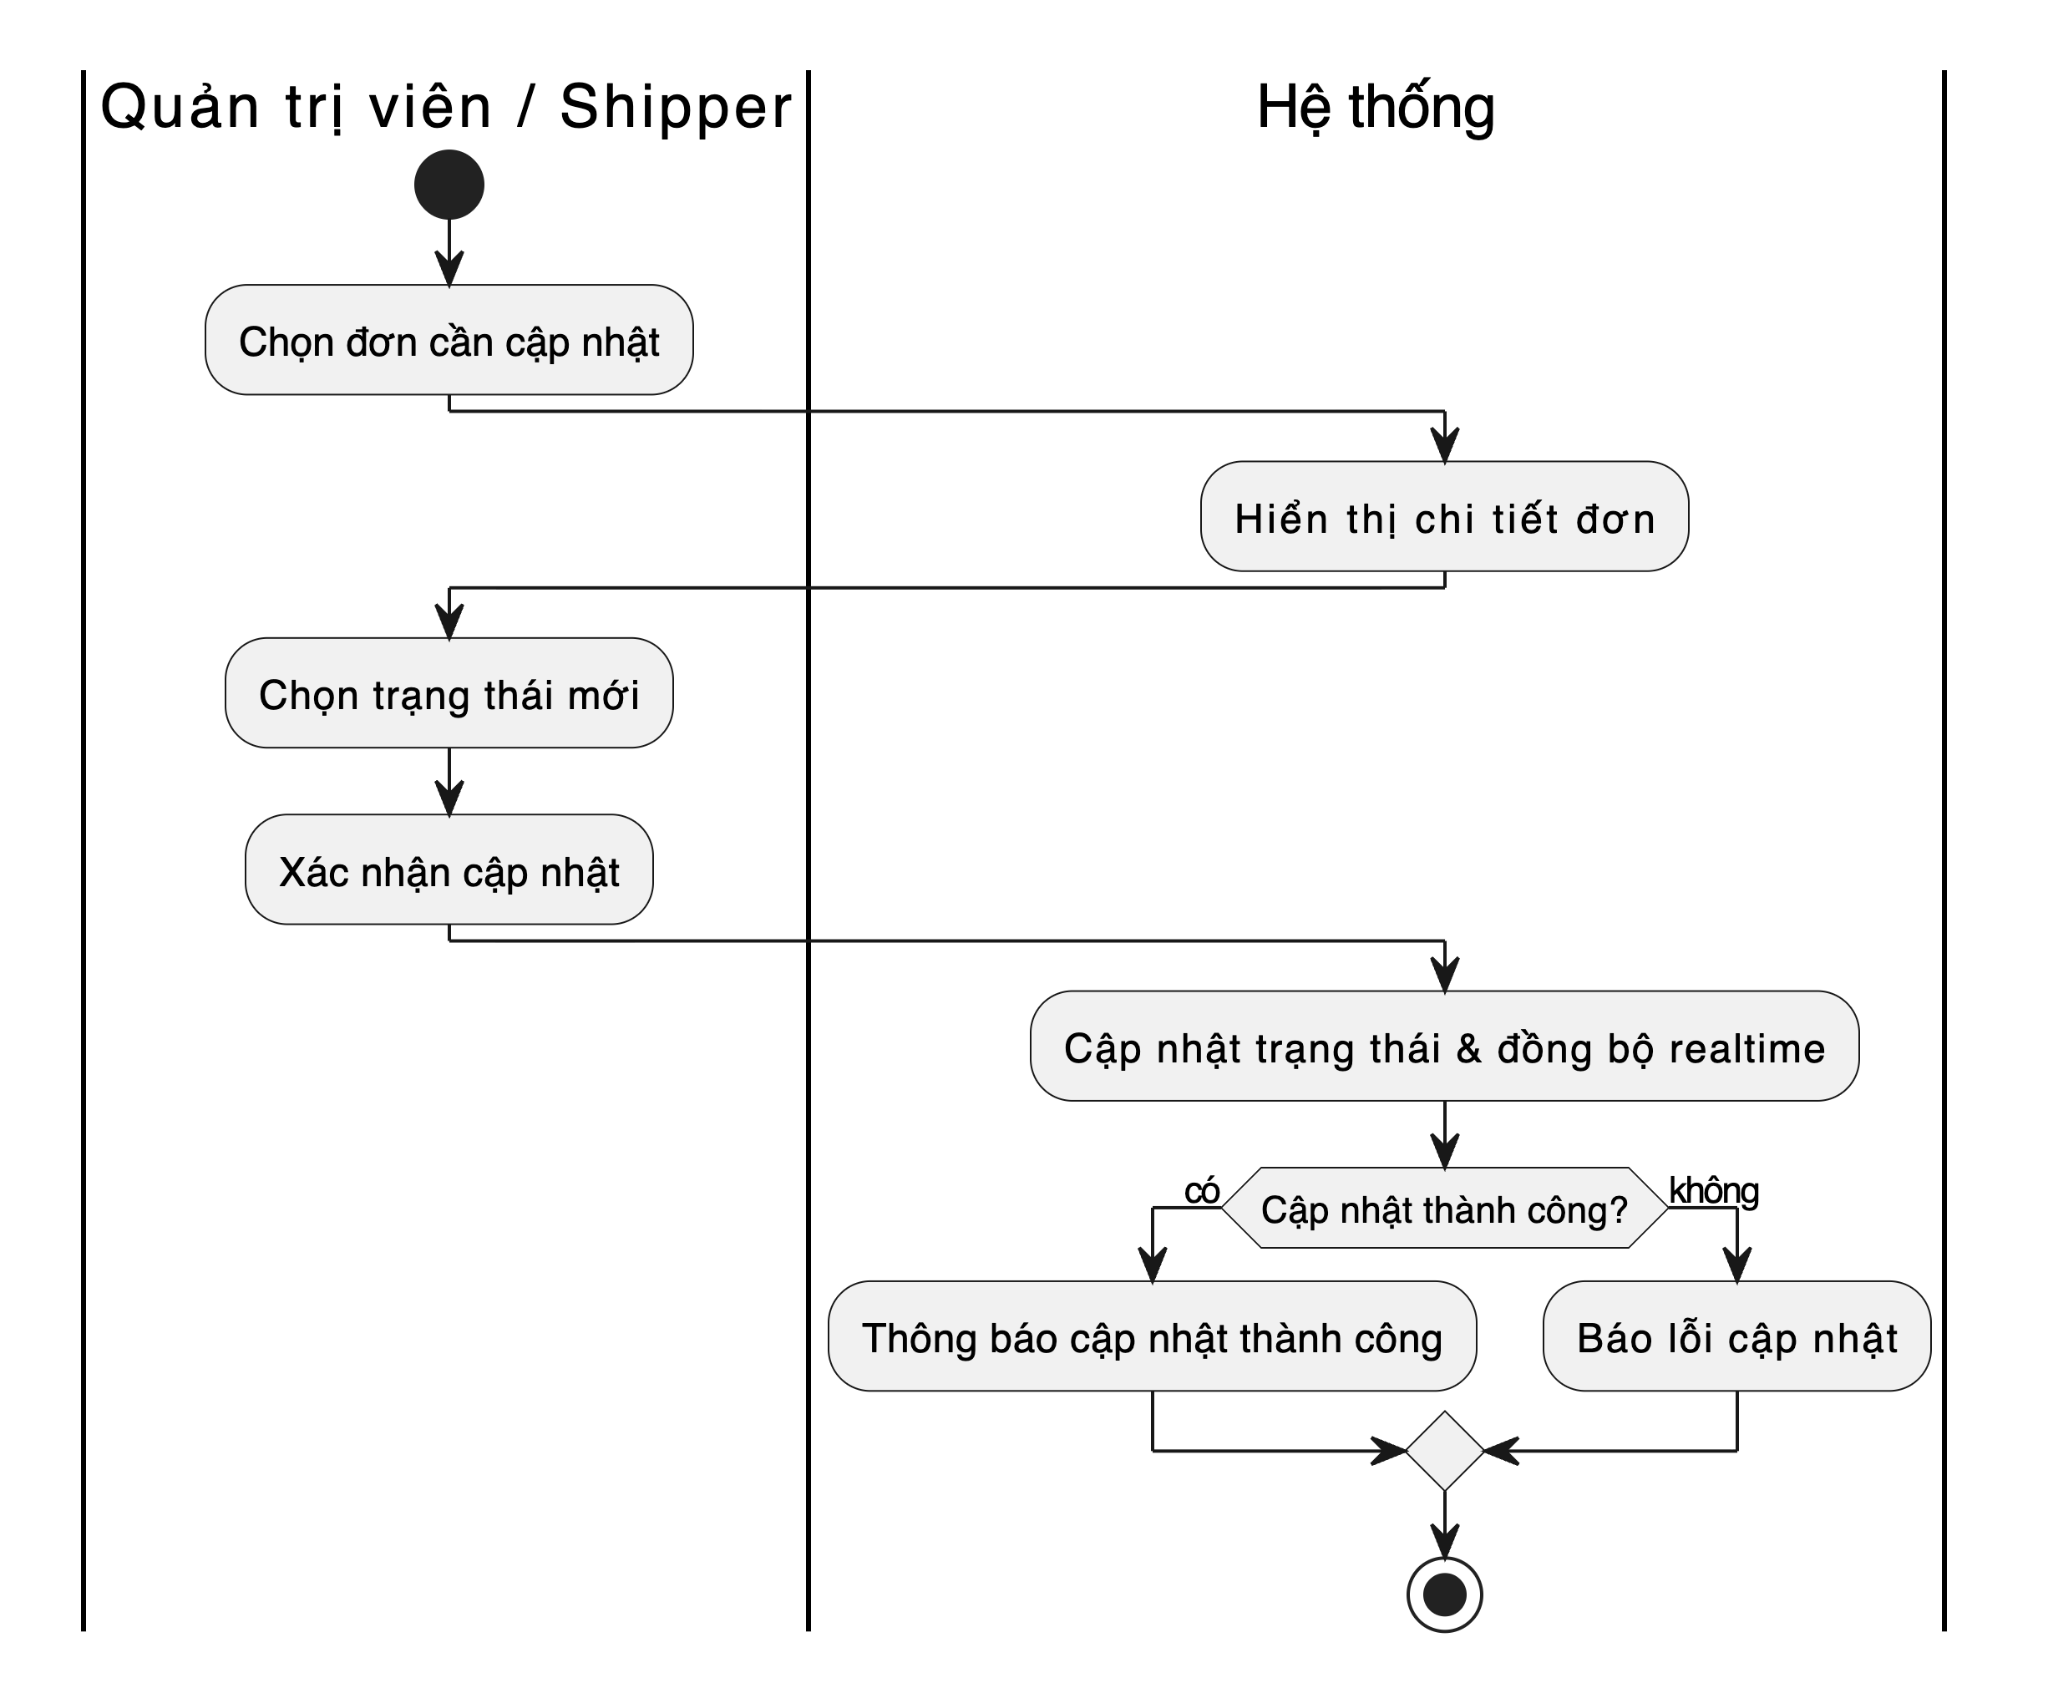 Quản trị viên / Shipper
Hệ thống
Chọn đơn cần cập nhật
Hiển thị chi tiết đơn
Chọn trạng thái mới
Xác nhận cập nhật
Cập nhật trạng thái & đồng bộ realtime
có
Cập nhật thành công?
không
Thông báo cập nhật thành công
Báo lỗi cập nhật